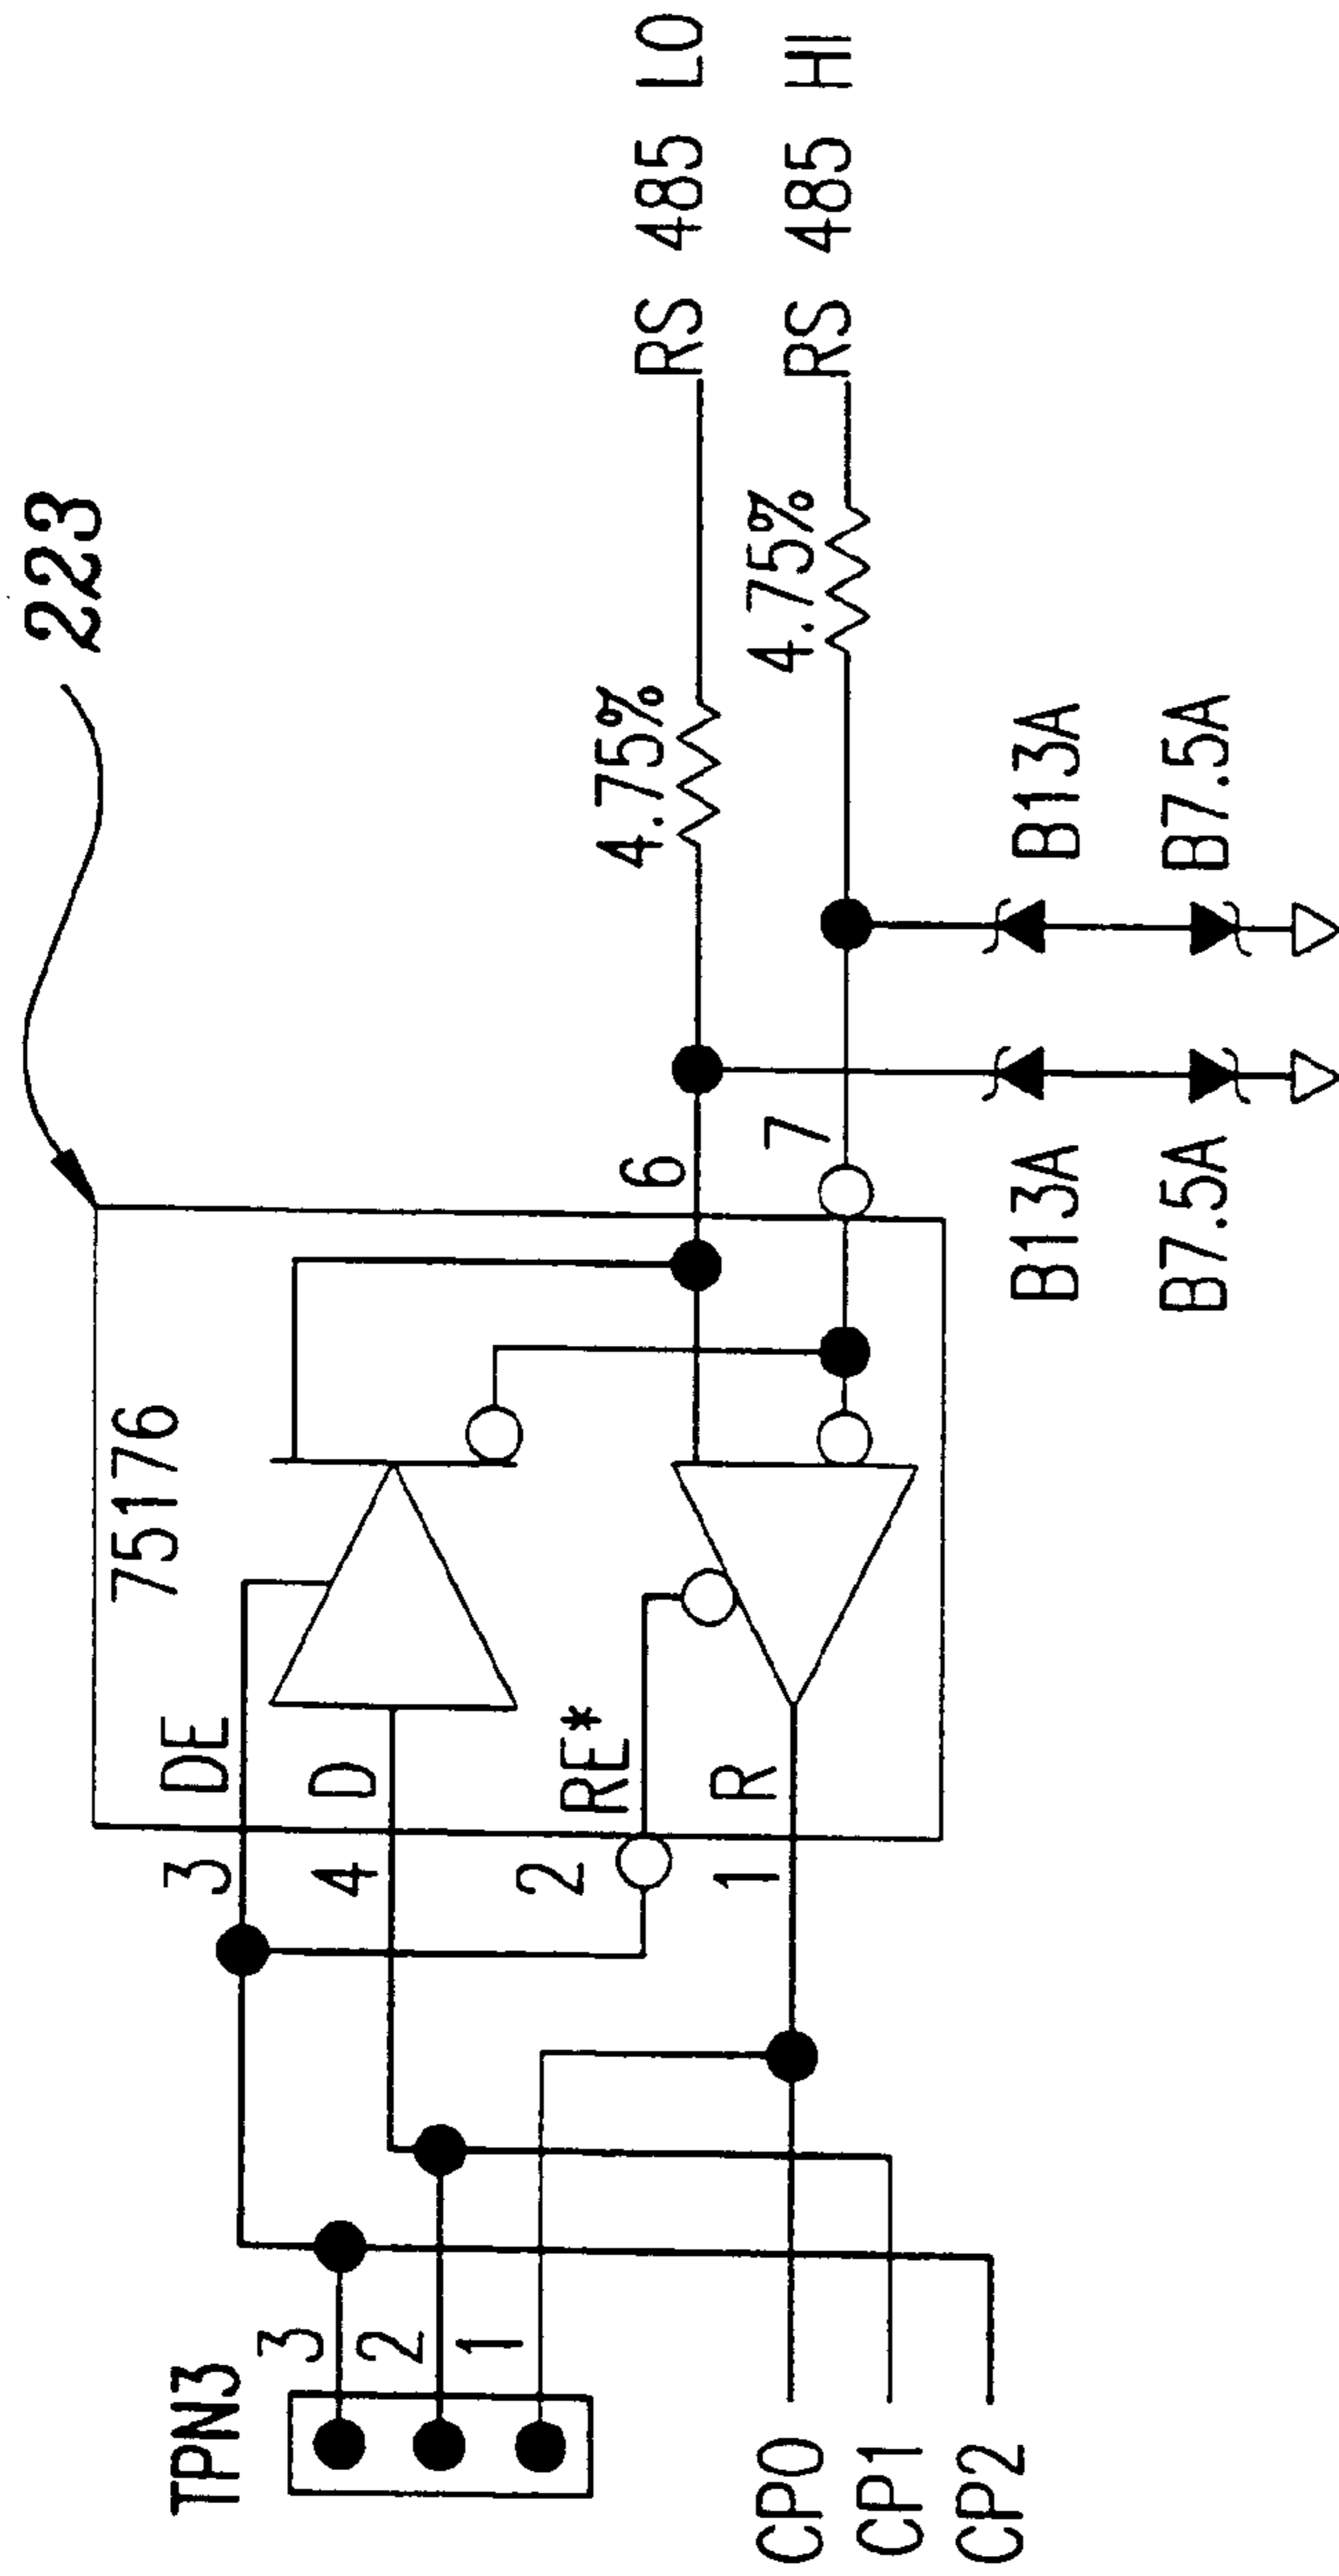 223
75176
TPN3
3
2
1
3
DE
4
D
2
RE*
1
R
6
7
4.75%
RS 485 LO
4.75%
RS 485 HI
CP0
CP1
CP2
B13A
B13A
B7.5A
B7.5A